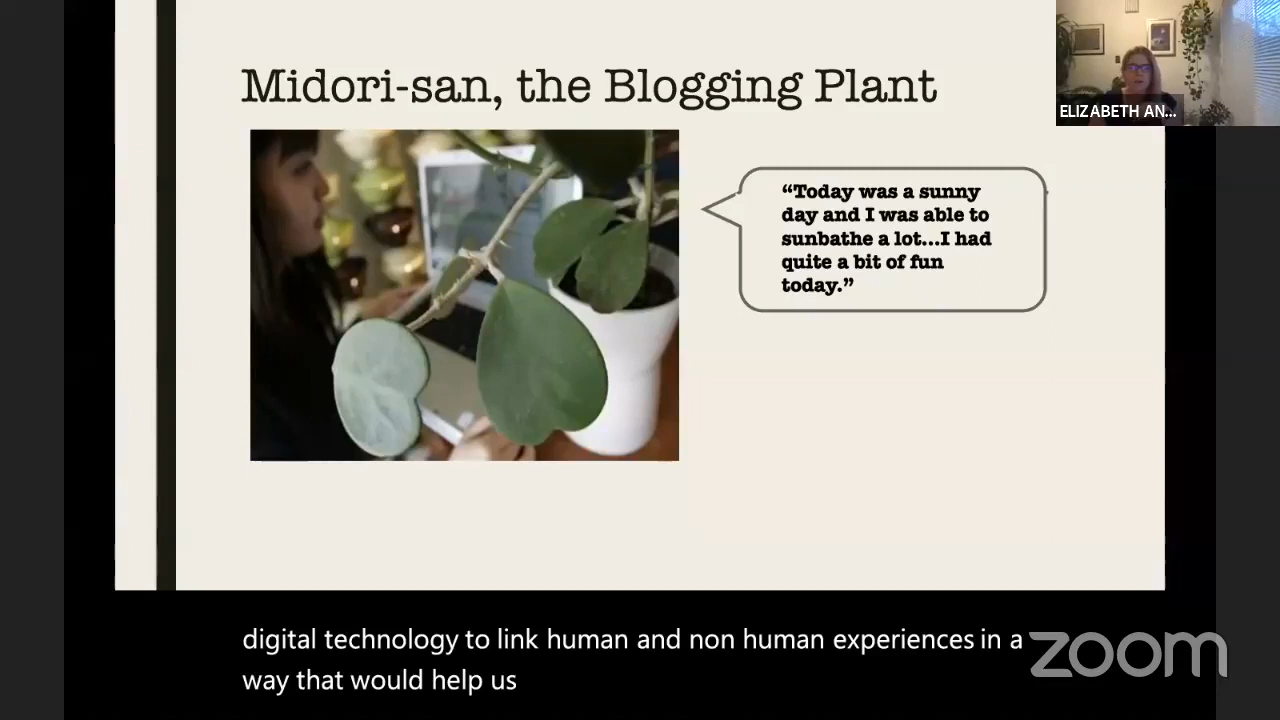 Midori-san, the Blogging Plant
ELIZABETH AN...
“Today was a sunny
day and I was able to
sunbathe a lot...I had
quite a bit of fun
today.”
digital technology to link human and non human experiences in a
way that would help us
zoom